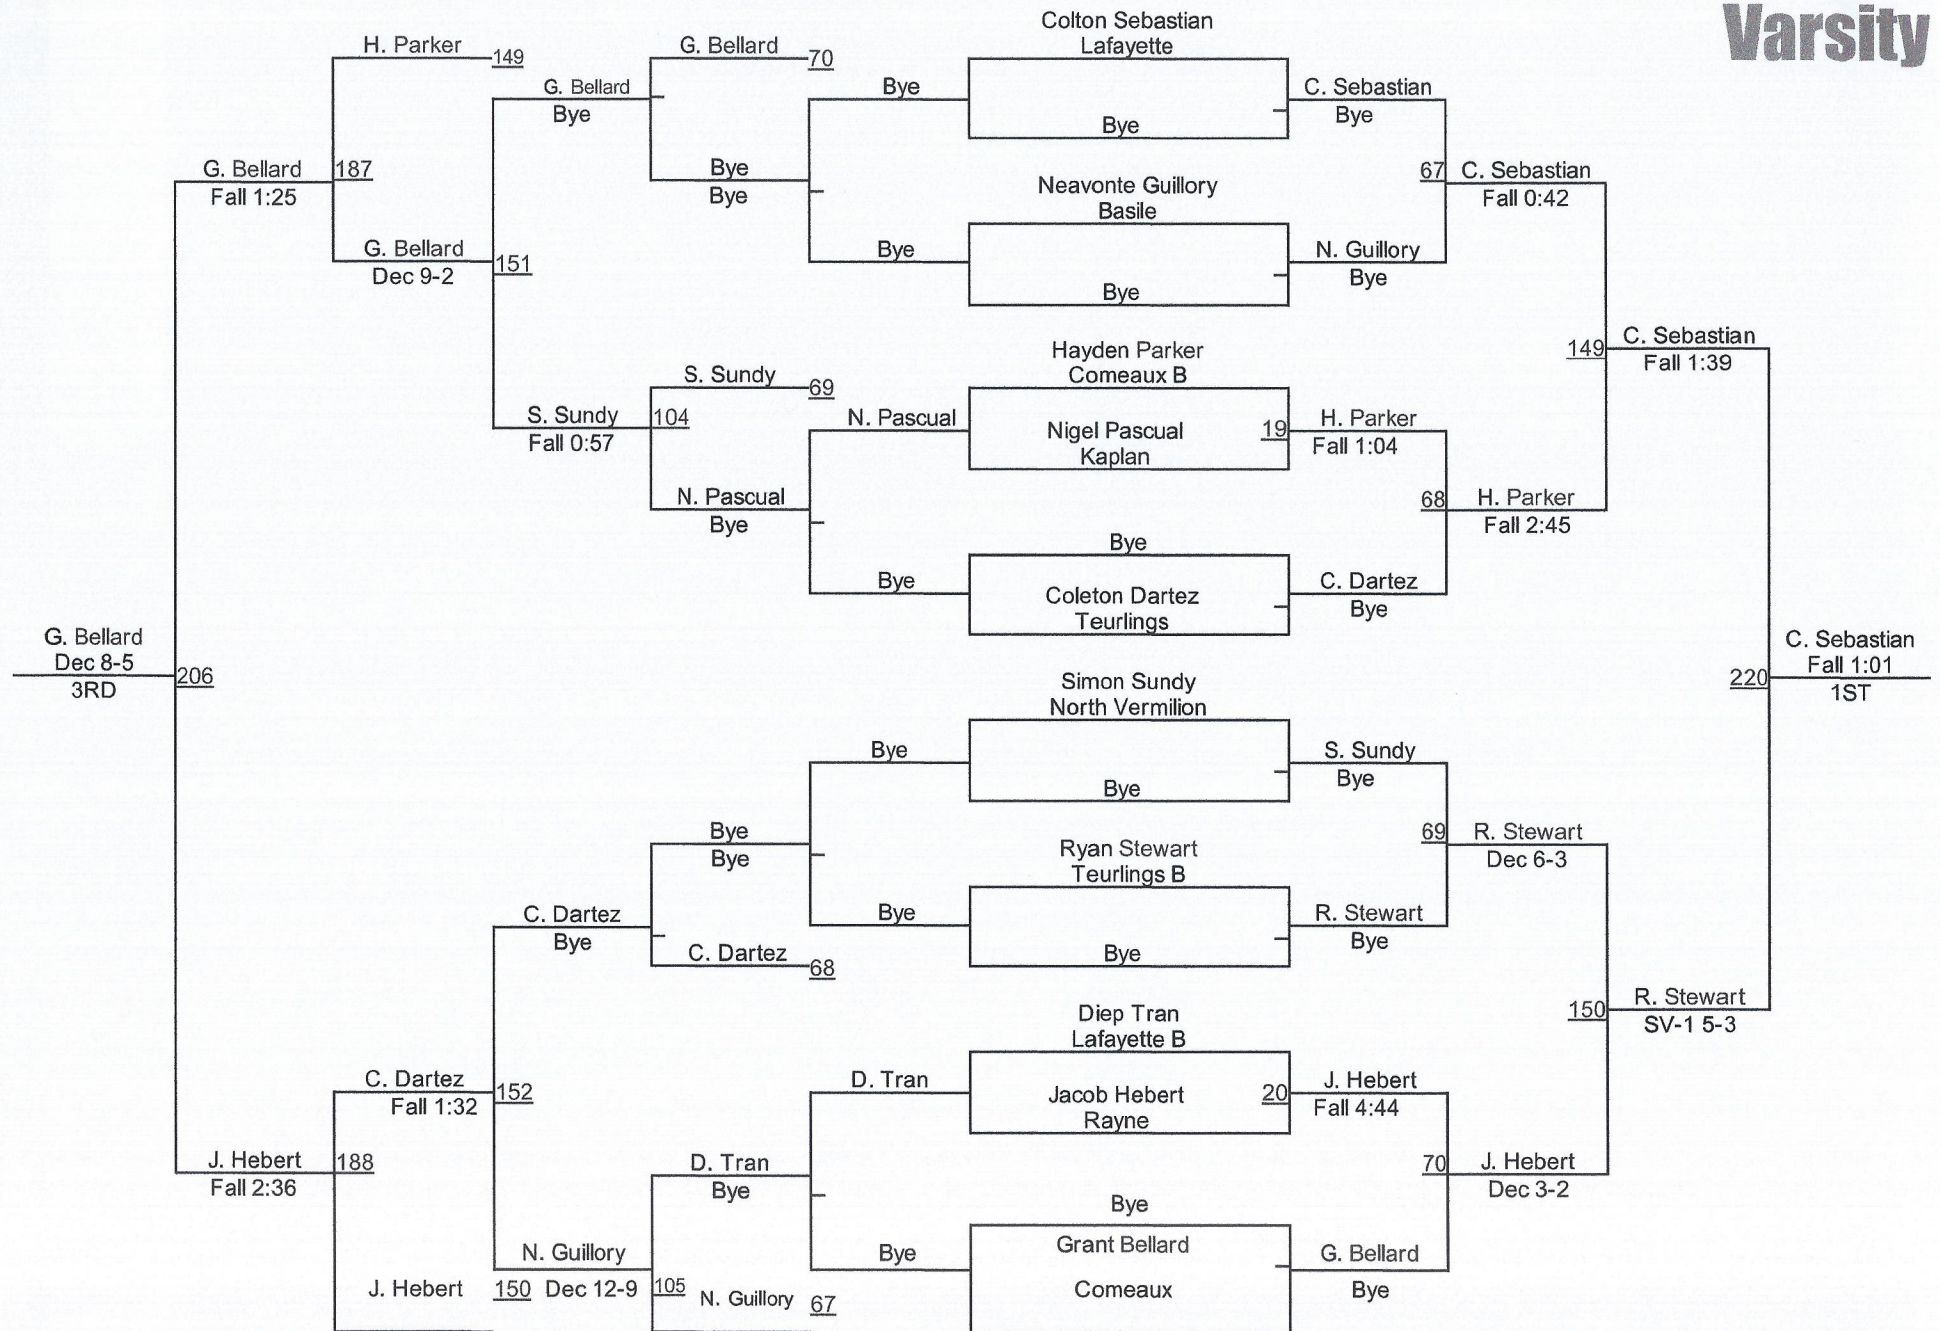 Varsity
Colton Sebastian
H. Parker
149
G. Bellard
70
Lafayette
G. Bellard
Bye
Bye
C. Sebastian
Bye
Bye
Bye
G. Bellard
187
Fall 1:25
Bye
Bye
67
C. Sebastian
Fall 0:42
Neavonte Guillory
Basile
G. Bellard
Dec 9-2
151
Bye
N. Guillory
Bye
Bye
Hayden Parker
Comeaux B
149
C. Sebastian
Fall 1:39
S. Sundy
69
S. Sundy
Fall 0:57
104
N. Pascual
Nigel Pascual
Kaplan
19
H. Parker
Fall 1:04
N. Pascual
Bye
68
H. Parker
Fall 2:45
Bye
Bye
Coleton Dartez
Teurlings
C. Dartez
Bye
G. Bellard
Dec 8-5
3RD
206
C. Sebastian
Fall 1:01
1ST
220
Simon Sundy
North Vermilion
Bye
Bye
S. Sundy
Bye
Bye
Bye
69
R. Stewart
Dec 6-3
Ryan Stewart
Teurlings B
C. Dartez
Bye
Bye
Bye
R. Stewart
Bye
C. Dartez
68
150
R. Stewart
SV-1 5-3
Diep Tran
Lafayette B
C. Dartez
Fall 1:32
152
D. Tran
Jacob Hebert
Rayne
20
J. Hebert
Fall 4:44
J. Hebert
Fall 2:36
188
D. Tran
Bye
70
J. Hebert
Dec 3-2
Bye
N. Guillory
Dec 12-9
105
Bye
Grant Bellard
Comeaux
G. Bellard
Bye
J. Hebert
150
N. Guillory
67